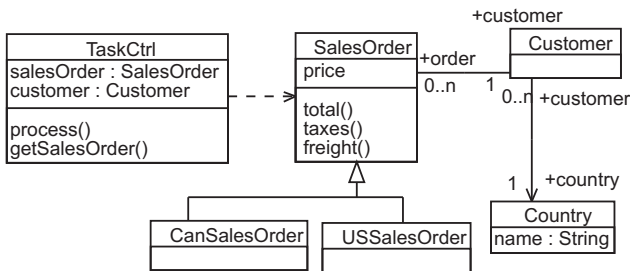 +customer
TaskCtrl
salesOrder : SalesOrder
customer : Customer
process()
getSalesOrder()
SalesOrder
price
total()
taxes()
freight()
+order
0..n
1
Customer
0..n
+customer
1
+country
Country
name : String
CanSalesOrder
USSalesOrder